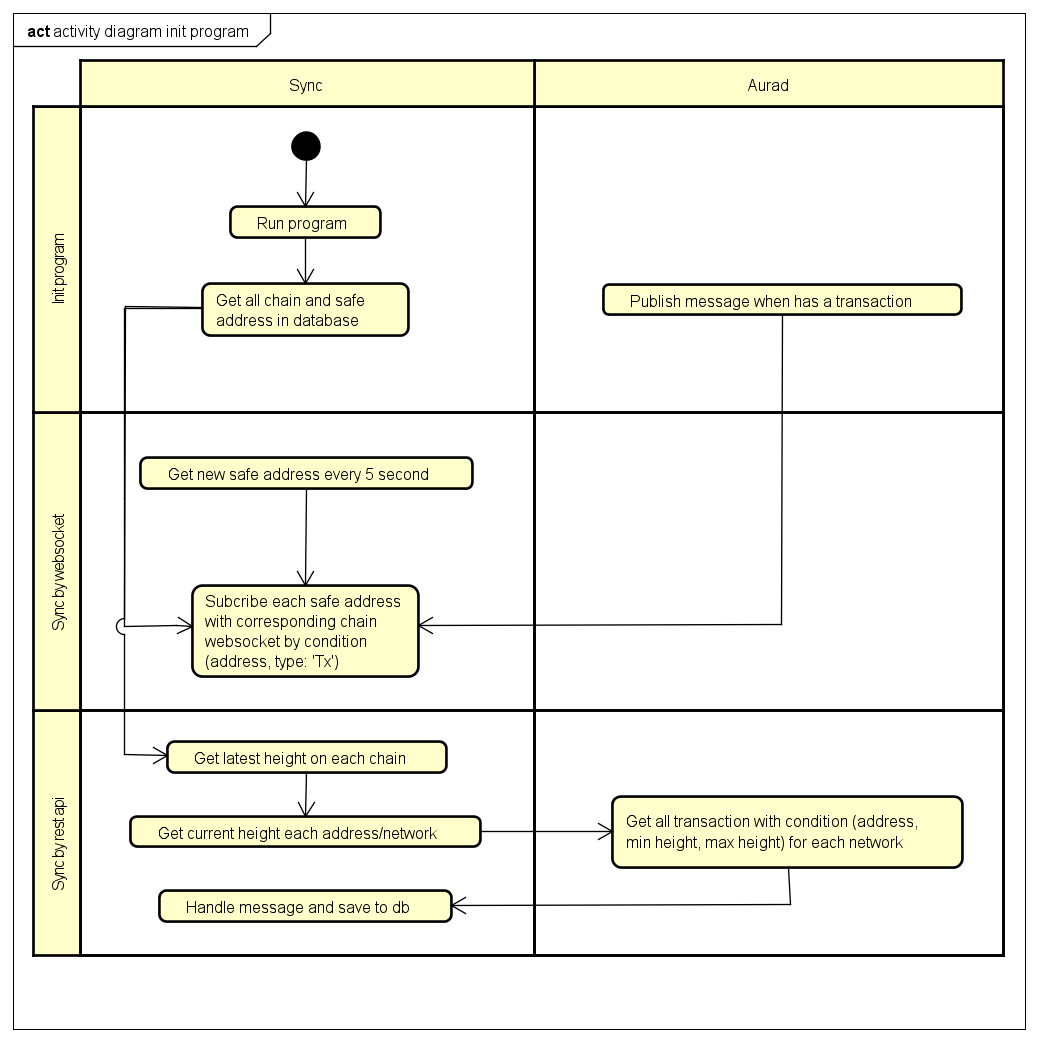 act activity diagram init program
Sync
Aurad
Init program
Run program
Get all chain and safe
address in database
Publish message when has a transaction
Sync by websocket
Get new safe address every 5 second
Subcribe each safe address
with corresponding chain
websocket by condition
(address, type: 'Tx')
Sync by rest api
Get latest height on each chain
Get current height each address/network
Get all transaction with condition (address,
min height, max height) for each network
Handle message and save to db